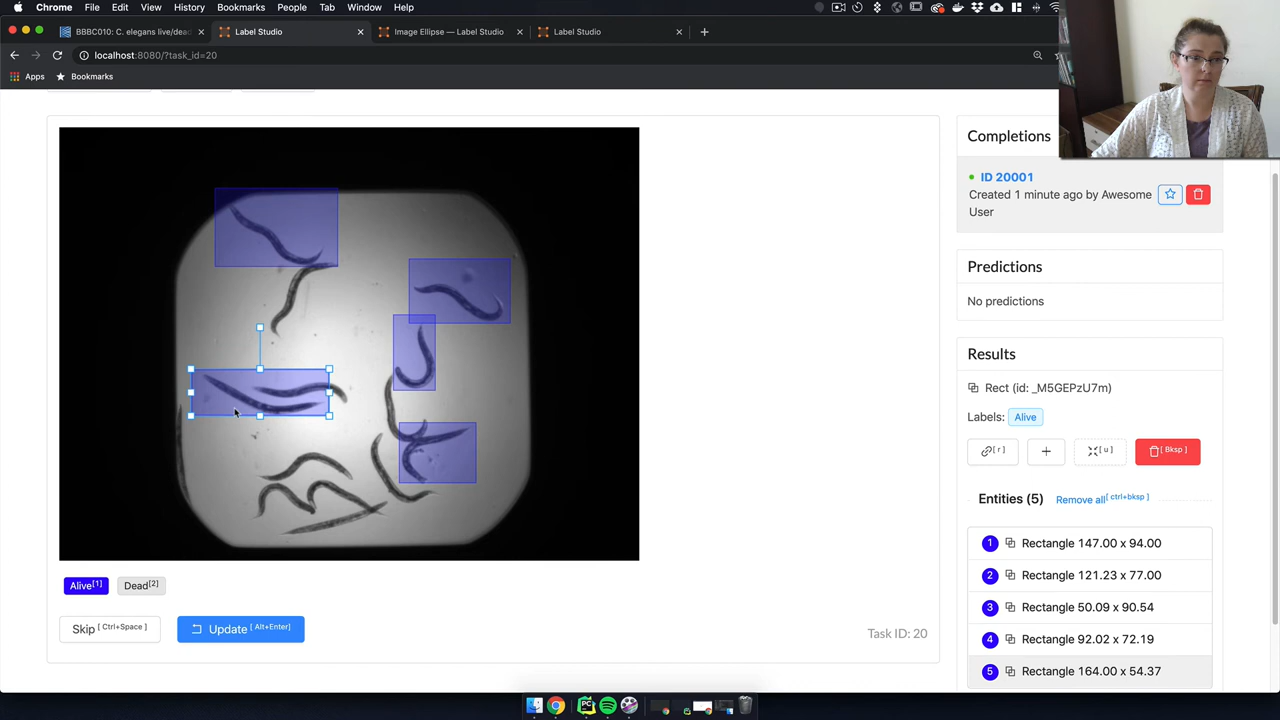 Chrome File Edit View History Bookmarks People Tab Window Help
BBBC010: C. elegans live/dead
Label Studio
Image Ellipse — Label Studio
Label Studio
localhost:8080/?task_id=20
Apps Bookmarks
Completions
ID 20001
Created 1 minute ago by Awesome
User
Predictions
No predictions
Results
Rect (id: _M5GEPzU7m)
Labels: Alive
[ r ] + [ u ] [ Bksp ]
Entities (5) Remove all[ ctrl+bksp ]
1 Rectangle 147.00 x 94.00
2 Rectangle 121.23 x 77.00
3 Rectangle 50.09 x 90.54
4 Rectangle 92.02 x 72.19
5 Rectangle 164.00 x 54.37
Alive[1] Dead[2]
Skip [ Ctrl+Space ] Update [ Alt+Enter]
Task ID: 20
PC